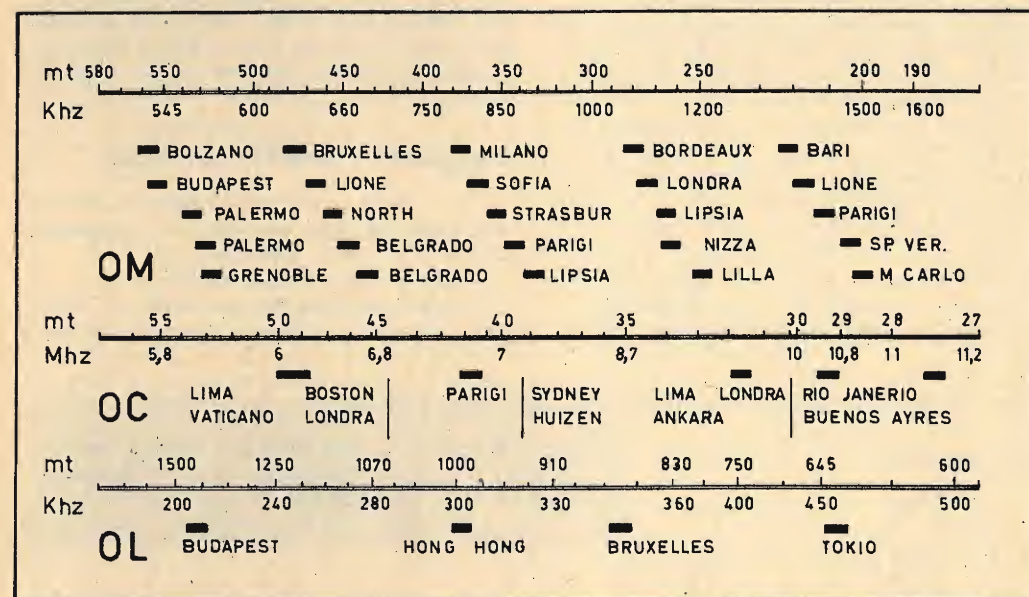 mt 580 550 500 450 400 350 300 250 200 190
Khz 545 600 660 750 850 1000 1200 1500 1600
BOLZANO BRUXELLES MILANO BORDEAUX BARI
BUDAPEST LIONE SOFIA LONDRA LIONE
PALERMO NORTH STRASBUR LIPSIA PARIGI
PALERMO BELGRADO PARIGI NIZZA SP. VER.
OM GRENOBLE BELGRADO LIPSIA LILLA M CARLO
mt 55 50 45 40 35 30 29 28 27
Mhz 5,8 6 6,8 7 8,7 10 10,8 11 11,2
OC LIMA BOSTON PARIGI SYDNEY LIMA LONDRA RIO JANERIO
VATICANO LONDRA HUIZEN ANKARA BUENOS AYRES
mt 1500 1250 1070 1000 910 830 750 645 600
Khz 200 240 280 300 330 360 400 450 500
OL BUDAPEST HONG HONG BRUXELLES TOKIO